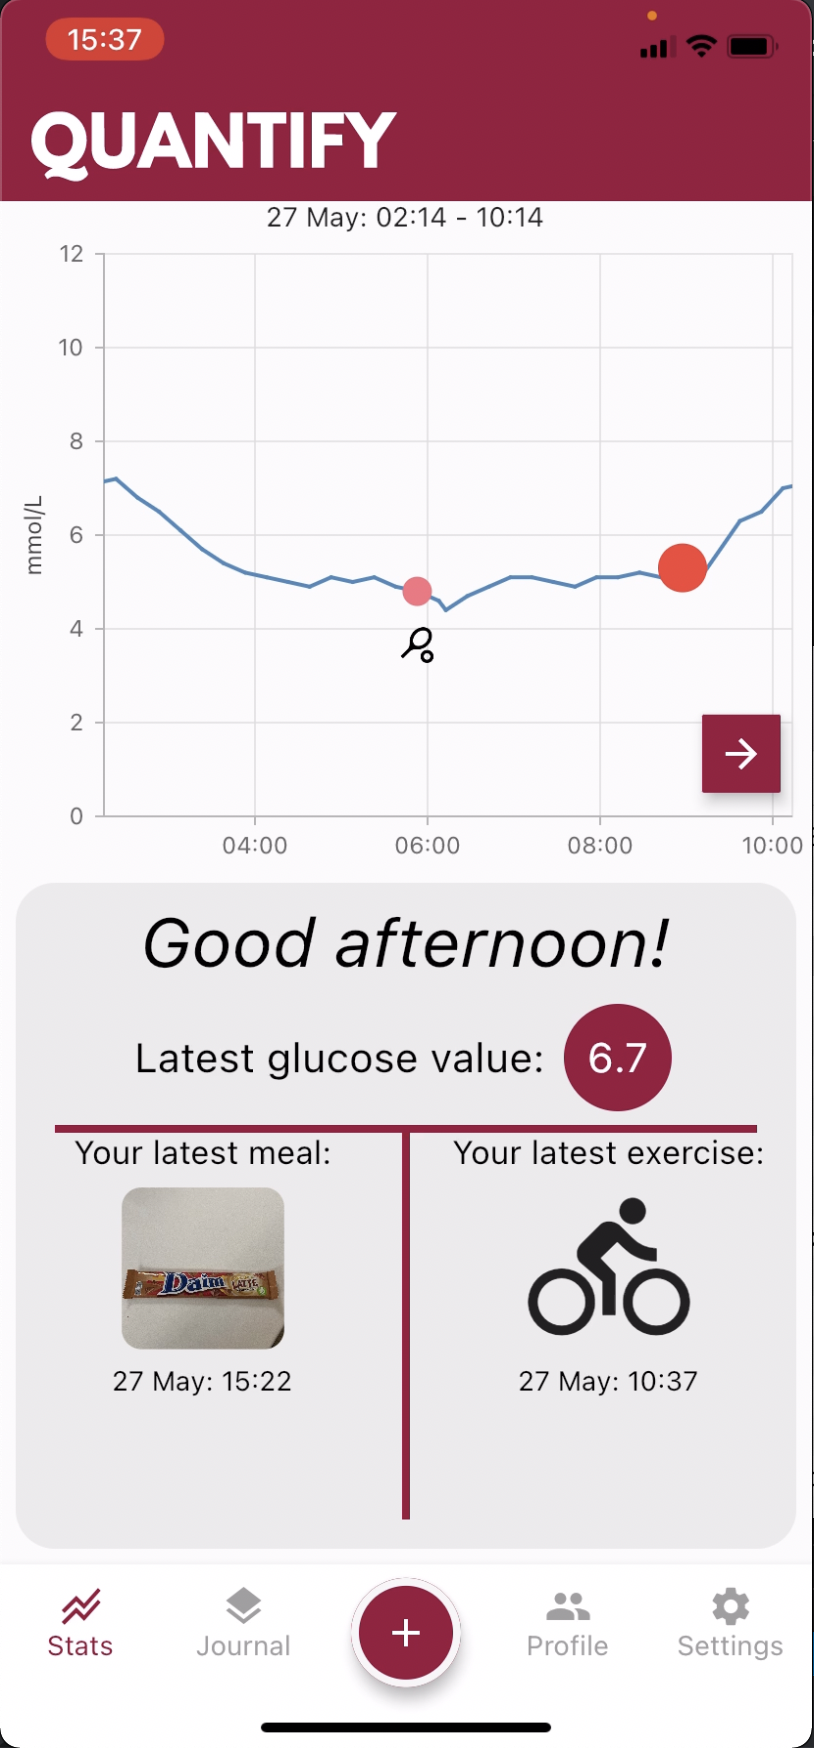 15:37
QUANTIFY
27 May: 02:14 - 10:14
12
10
8
6
4
2
0
mmol/L
04:00 06:00 08:00 10:00
Good afternoon!
Latest glucose value: 6.7
Your latest meal: Your latest exercise:
Daim LATTE
27 May: 15:22 27 May: 10:37
Stats Journal Profile Settings